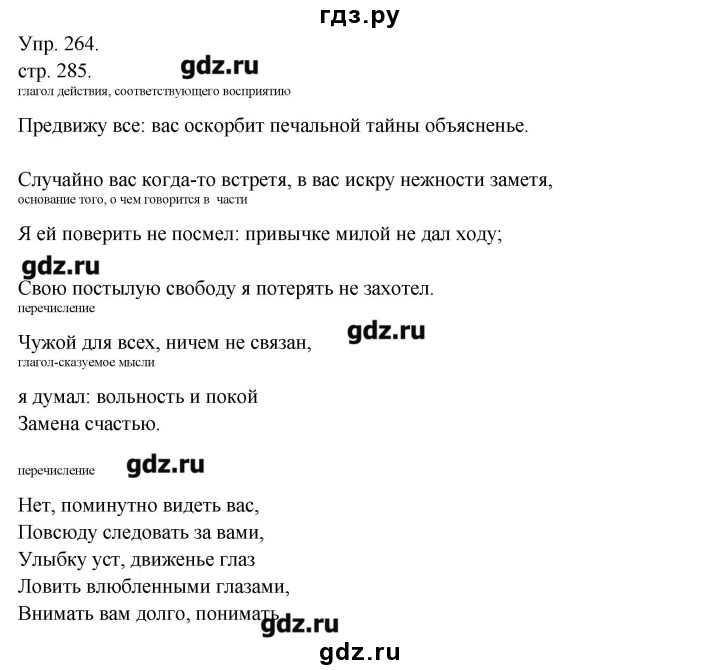 гдз.ру
Упр. 264.
стр. 285.
gdz.ru
глагол действия, соответствующего восприятию
Предвижу все: вас оскорбит печальной тайны объясненье.
Случайно вас когда-то встретя, в вас искру нежности заметя,
основание того, о чем говорится в части
Я ей поверить не посмел: привычке милой не дал ходу;
gdz.ru
Свою постылую свободу я потерять не захотел.
перечисление
gdz.ru
Чужой для всех, ничем не связан,
глагол-сказуемое мысли
я думал: вольность и покой
Замена счастью.
перечисление
gdz.ru
Нет, поминутно видеть вас,
Повсюду следовать за вами,
Улыбку уст, движенье глаз
Ловить влюбленными глазами,
Внимать вам долго, понимать
gdz.ru
gdz.ru